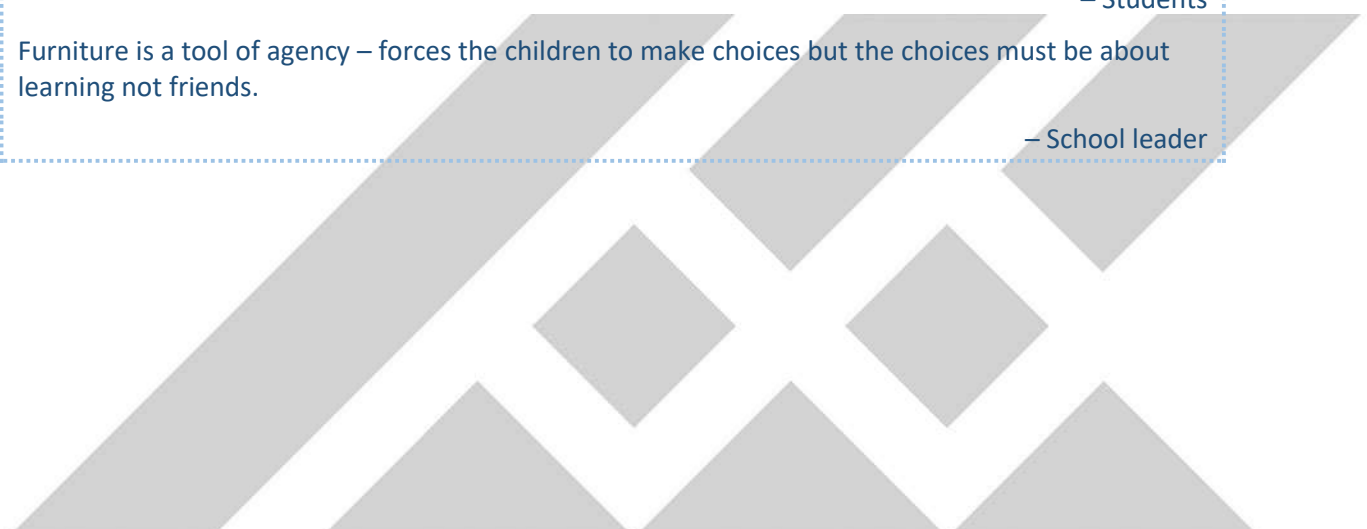 – Students
Furniture is a tool of agency – forces the children to make choices but the choices must be about
learning not friends.
– School leader